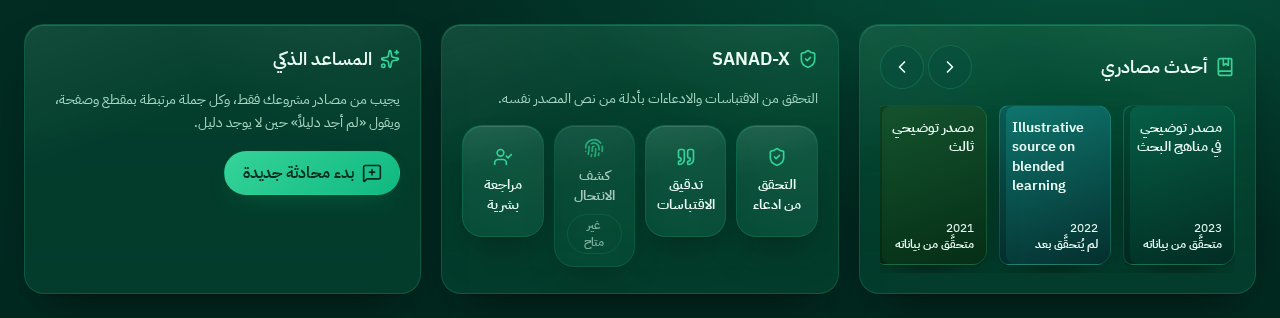 أحدث مصادري
مصدر توضيحي
في مناهج البحث
2023
متحقَّق من بياناته
Illustrative
source on
blended
learning
2022
لم يُتحقَّق بعد
مصدر توضيحي
ثالث
2021
متحقَّق من بياناته
SANAD-X
التحقق من الاقتباسات والادعاءات بأدلة من نص المصدر نفسه.
التحقق
من ادعاء
تدقيق
الاقتباسات
كشف
الانتحال
غير
متاح
مراجعة
بشرية
المساعد الذكي
يجيب من مصادر مشروعك فقط، وكل جملة مرتبطة بمقطع وصفحة،
ويقول «لم أجد دليلاً» حين لا يوجد دليل.
بدء محادثة جديدة